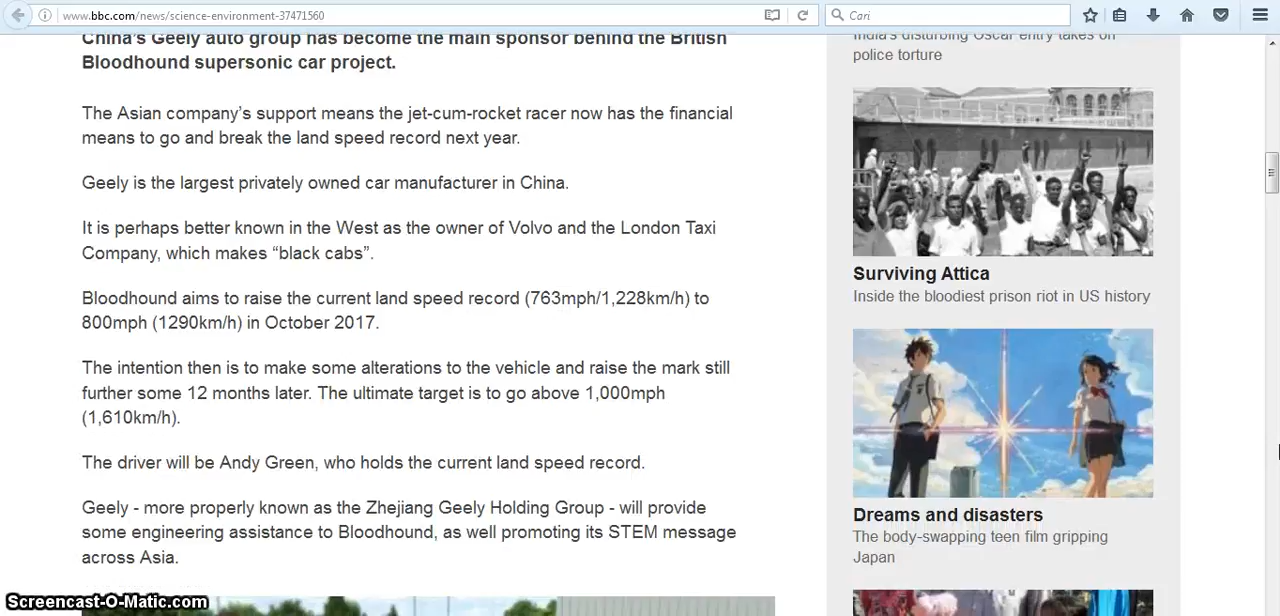 www.bbc.com/news/science-environment-37471560
Cari
China's Geely auto group has become the main sponsor behind the British
Bloodhound supersonic car project.
The Asian company's support means the jet-cum-rocket racer now has the financial
means to go and break the land speed record next year.
Geely is the largest privately owned car manufacturer in China.
It is perhaps better known in the West as the owner of Volvo and the London Taxi
Company, which makes “black cabs”.
Bloodhound aims to raise the current land speed record (763mph/1,228km/h) to
800mph (1290km/h) in October 2017.
The intention then is to make some alterations to the vehicle and raise the mark still
further some 12 months later. The ultimate target is to go above 1,000mph
(1,610km/h).
The driver will be Andy Green, who holds the current land speed record.
Geely - more properly known as the Zhejiang Geely Holding Group - will provide
some engineering assistance to Bloodhound, as well promoting its STEM message
across Asia.
India's disturbing Oscar entry takes on
police torture
Surviving Attica
Inside the bloodiest prison riot in US history
Dreams and disasters
The body-swapping teen film gripping
Japan
Screencast-O-Matic.com